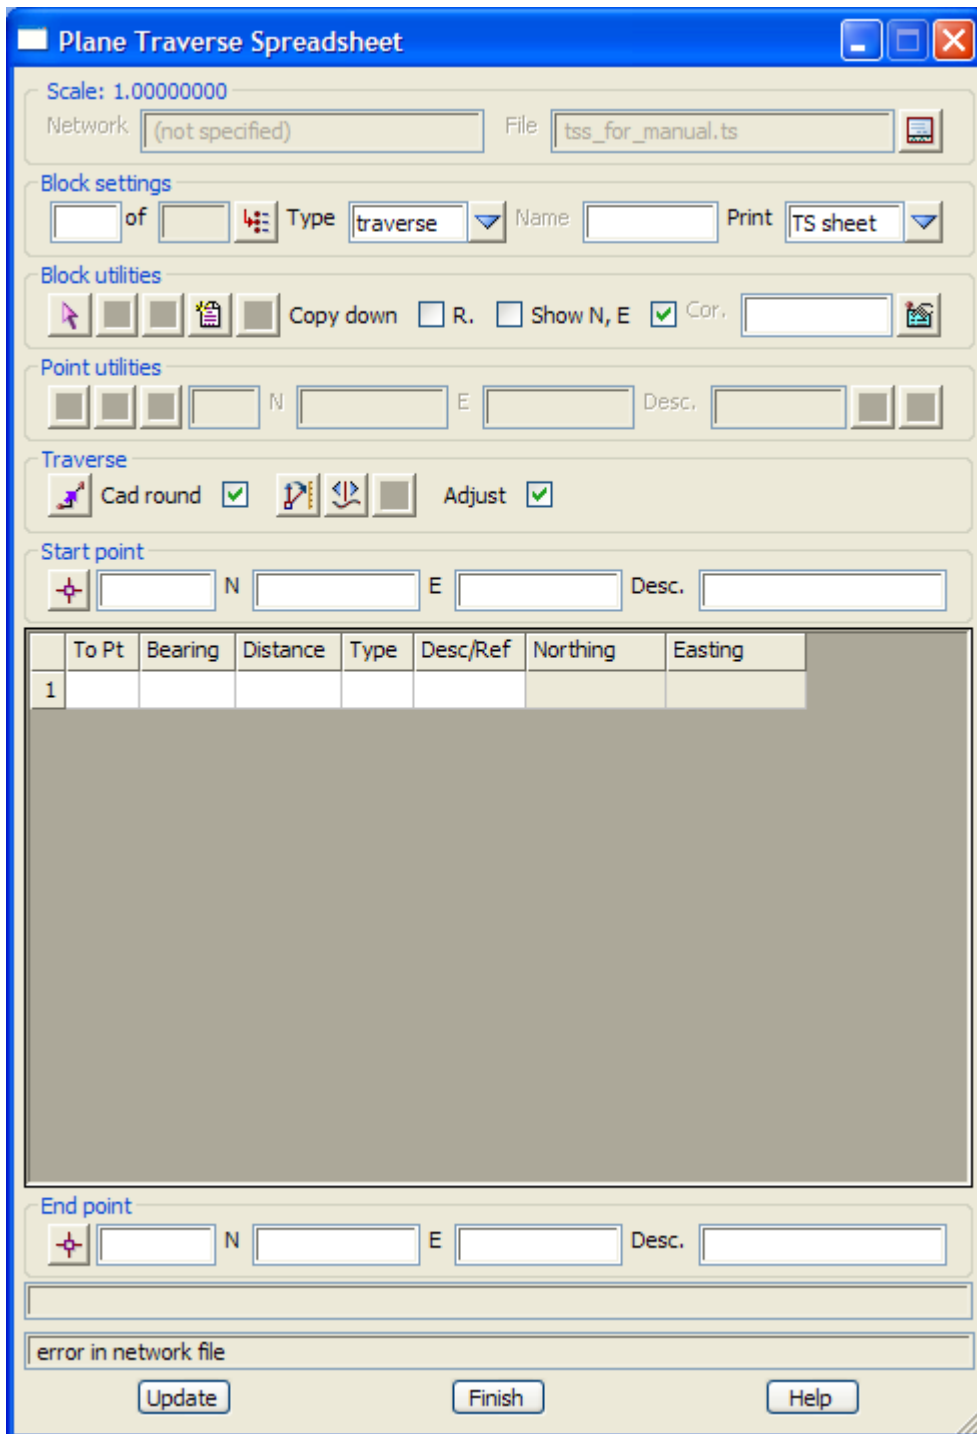 Plane Traverse Spreadsheet
Scale: 1.00000000
Network (not specified) File tss_for_manual.ts
Block settings
of Type traverse Name Print TS sheet
Block utilities
Copy down R. Show N, E Cor.
Point utilities
N E Desc.
Traverse
Cad round Adjust
Start point
N E Desc.
To Pt Bearing Distance Type Desc/Ref Northing Easting
1
End point
N E Desc.
error in network file
Update Finish Help